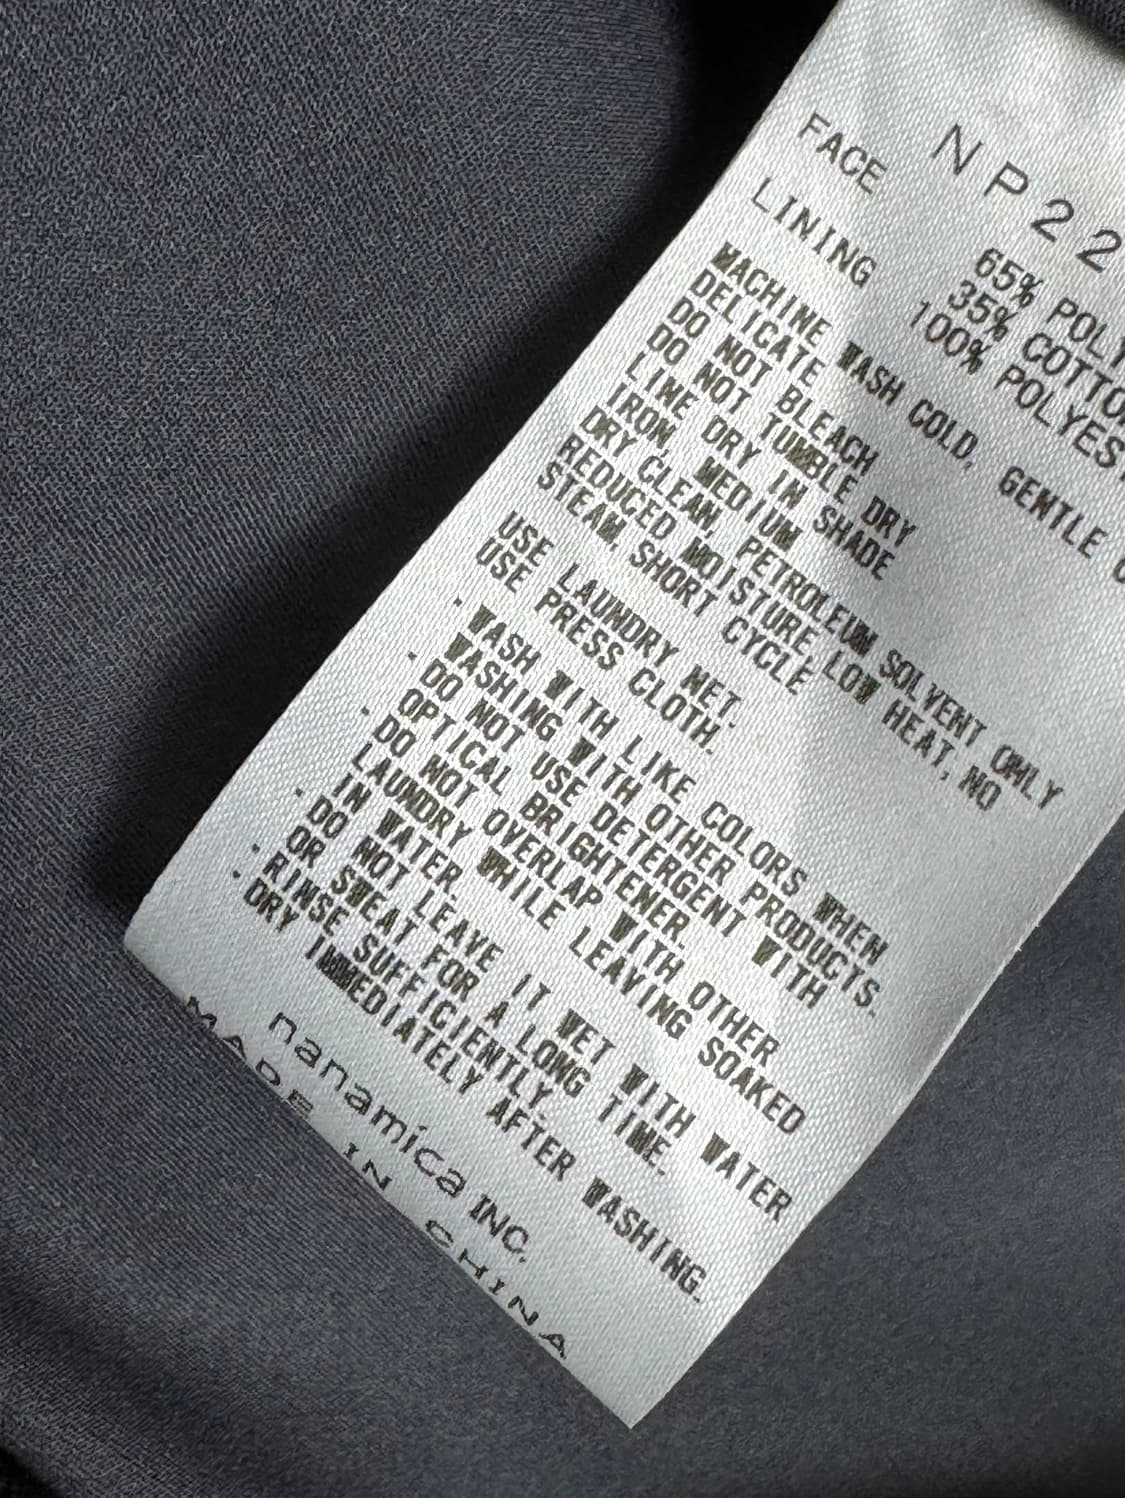 NP22
FACE 65% POLY
35% COTTO
LINING 100% POLYEST
MACHINE WASH COLD, GENTLE
DELICATE
DO NOT BLEACH
DO NOT TUMBLE DRY
LINE DRY IN SHADE
IRON, MEDIUM
DRY CLEAN, PETROLEUM SOLVENT ONLY
REDUCED MOISTURE, LOW HEAT, NO
STEAM, SHORT CYCLE
USE LAUNDRY NET.
USE PRESS CLOTH.
・WASH WITH LIKE COLORS WHEN
WASHING WITH OTHER PRODUCTS.
・DO NOT USE DETERGENT WITH
OPTICAL BRIGHTENER.
・DO NOT OVERLAP WITH OTHER
LAUNDRY WHILE LEAVING SOAKED
IN WATER.
・DO NOT LEAVE IT WET WITH WATER
OR SWEAT FOR A LONG TIME.
・RINSE SUFFICIENTLY.
・DRY IMMEDIATELY AFTER WASHING.
nanamica INC.
MADE IN CHINA